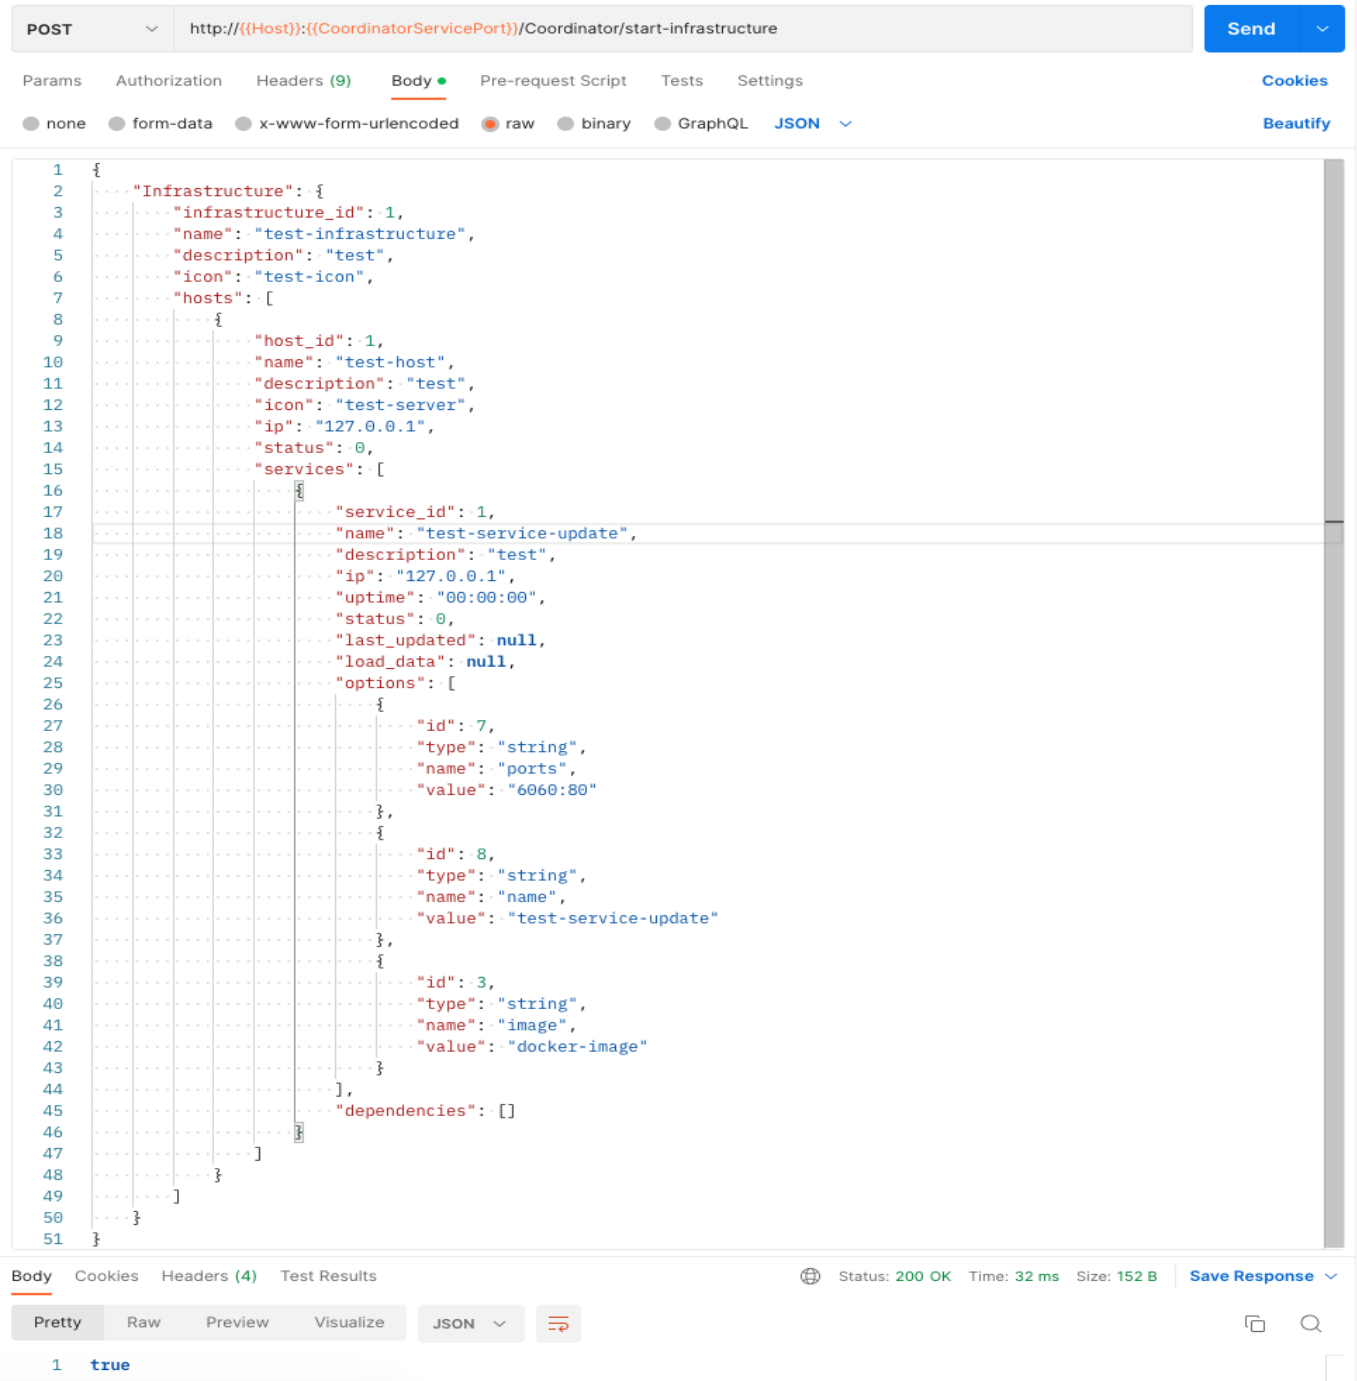 POST http://{{Host}}:{{CoordinatorServicePort}}/Coordinator/start-infrastructure Send
Params Authorization Headers (9) Body Pre-request Script Tests Settings Cookies
none form-data x-www-form-urlencoded raw binary GraphQL JSON Beautify
1 {
2 "Infrastructure": {
3 "infrastructure_id": 1,
4 "name": "test-infrastructure",
5 "description": "test",
6 "icon": "test-icon",
7 "hosts": [
8 {
9 "host_id": 1,
10 "name": "test-host",
11 "description": "test",
12 "icon": "test-server",
13 "ip": "127.0.0.1",
14 "status": 0,
15 "services": [
16 {
17 "service_id": 1,
18 "name": "test-service-update",
19 "description": "test",
20 "ip": "127.0.0.1",
21 "uptime": "00:00:00",
22 "status": 0,
23 "last_updated": null,
24 "load_data": null,
25 "options": [
26 {
27 "id": 7,
28 "type": "string",
29 "name": "ports",
30 "value": "6060:80"
31 },
32 {
33 "id": 8,
34 "type": "string",
35 "name": "name",
36 "value": "test-service-update"
37 },
38 {
39 "id": 3,
40 "type": "string",
41 "name": "image",
42 "value": "docker-image"
43 }
44 ],
45 "dependencies": []
46 }
47 ]
48 }
49 ]
50 }
51 }
Body Cookies Headers (4) Test Results Status: 200 OK Time: 32 ms Size: 152 B Save Response
Pretty Raw Preview Visualize JSON
1 true